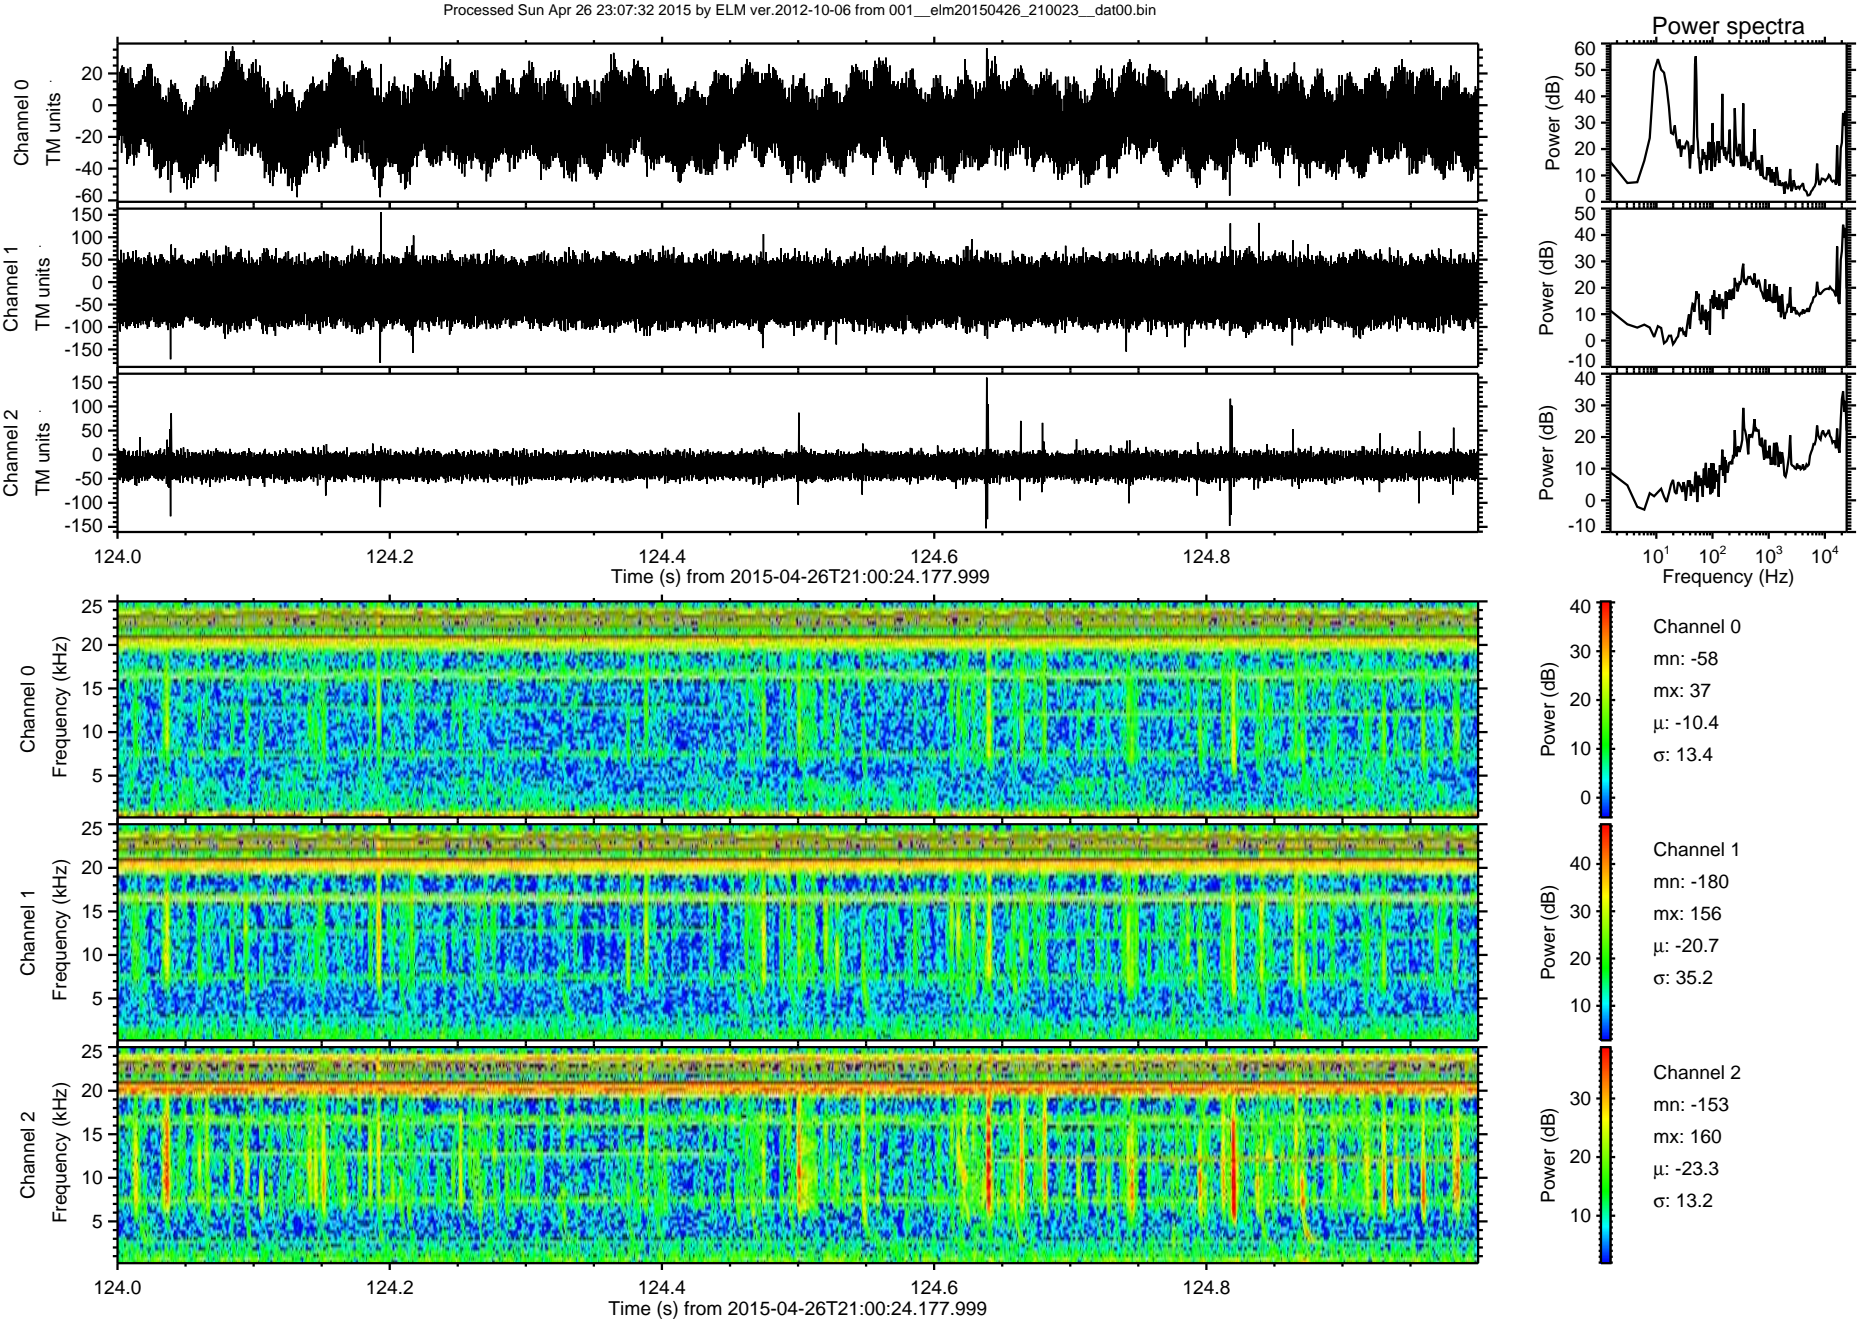 Processed Sun Apr 26 23:07:32 2015 by ELM ver.2012-10-06 from 001__elm20150426_210023__dat00.bin
Power spectra
Channel 0
TM units
20
0
-20
-40
-60
Power (dB)
60
50
40
30
20
10
0
Channel 1
TM units
150
100
50
0
-50
-100
-150
Power (dB)
50
40
30
20
10
0
-10
Channel 2
TM units
150
100
50
0
-50
-100
-150
Power (dB)
40
30
20
10
0
-10
124.0 124.2 124.4 124.6 124.8
Time (s) from 2015-04-26T21:00:24.177.999
10¹ 10² 10³ 10⁴
Frequency (Hz)
Channel 0
Frequency (kHz)
25
20
15
10
5
Power (dB)
40
30
20
10
0
Channel 0
mn: -58
mx: 37
μ: -10.4
σ: 13.4
Channel 1
Frequency (kHz)
25
20
15
10
5
Power (dB)
40
30
20
10
Channel 1
mn: -180
mx: 156
μ: -20.7
σ: 35.2
Channel 2
Frequency (kHz)
25
20
15
10
5
Power (dB)
30
20
10
Channel 2
mn: -153
mx: 160
μ: -23.3
σ: 13.2
124.0 124.2 124.4 124.6 124.8
Time (s) from 2015-04-26T21:00:24.177.999